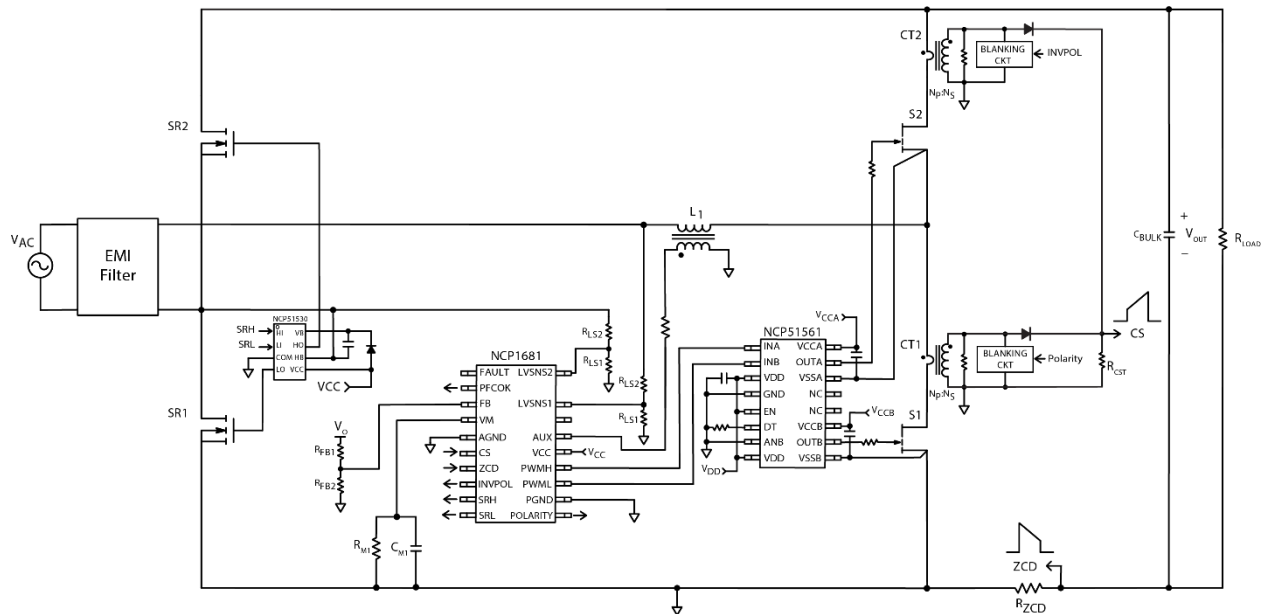 CT2
BLANKING
CKT
INVPOL
NP:NS
SR2
S2
VAC
EMI
Filter
L1
CBULK
+
VOUT
−
RLOAD
NCP51530
SRH
SRL
HI
LI
COM
LO
VB
HO
HB
VCC
VCC
SR1
RLS2
RLS1
RLS2
RLS1
NCP1681
FAULT
PFCOK
FB
VM
AGND
CS
ZCD
INVPOL
SRH
SRL
LVSNS2
LVSNS1
AUX
VCC
PWMH
PWML
PGND
POLARITY
VCC
VO
RFB1
RFB2
RM1
CM1
VCCA
NCP51561
INA
INB
VDD
GND
EN
DT
ANB
VDD
VCCA
OUTA
VSSA
NC
NC
VCCB
OUTB
VSSB
VCCB
VDD
CT1
BLANKING
CKT
Polarity
NP:NS
S1
CS
RCST
ZCD
RZCD